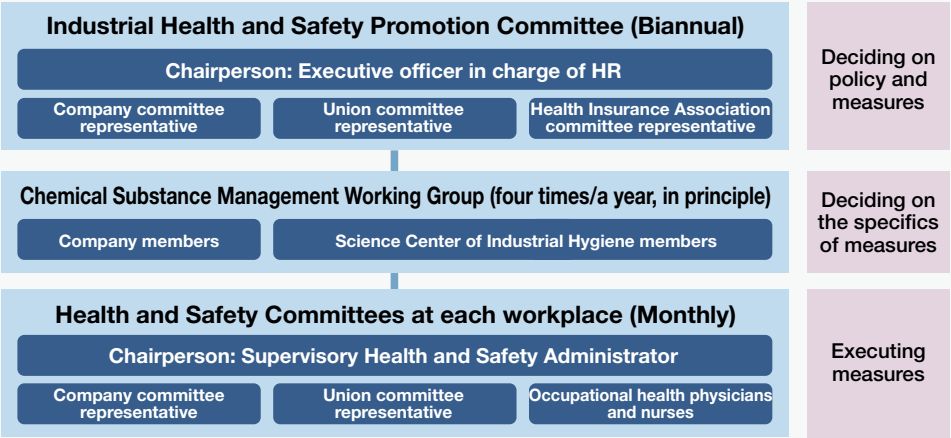 Industrial Health and Safety Promotion Committee (Biannual)
Chairperson: Executive officer in charge of HR
Company committee
representative
Union committee
representative
Health Insurance Association
committee representative
Deciding on
policy and
measures
Chemical Substance Management Working Group (four times/a year, in principle)
Company members
Science Center of Industrial Hygiene members
Deciding on
the specifics
of measures
Health and Safety Committees at each workplace (Monthly)
Chairperson: Supervisory Health and Safety Administrator
Company committee
representative
Union committee
representative
Occupational health physicians
and nurses
Executing
measures